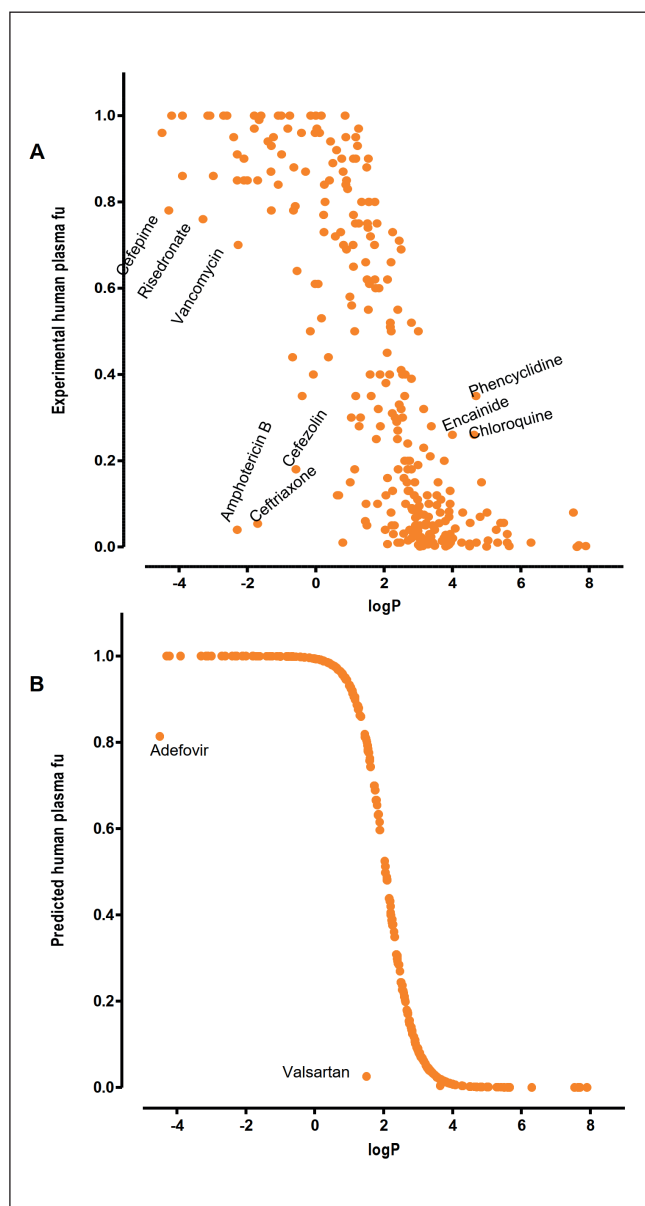 A
Experimental human plasma fu
1.0
0.8
0.6
0.4
0.2
0.0
Cefepime
Risedronate
Vancomycin
Amphotericin B
Ceftriaxone
Cefezolin
Phencyclidine
Encainide
Chloroquine
-4 -2 0 2 4 6 8
logP
B
Predicted human plasma fu
1.0
0.8
0.6
0.4
0.2
0.0
Adefovir
Valsartan
-4 -2 0 2 4 6 8
logP